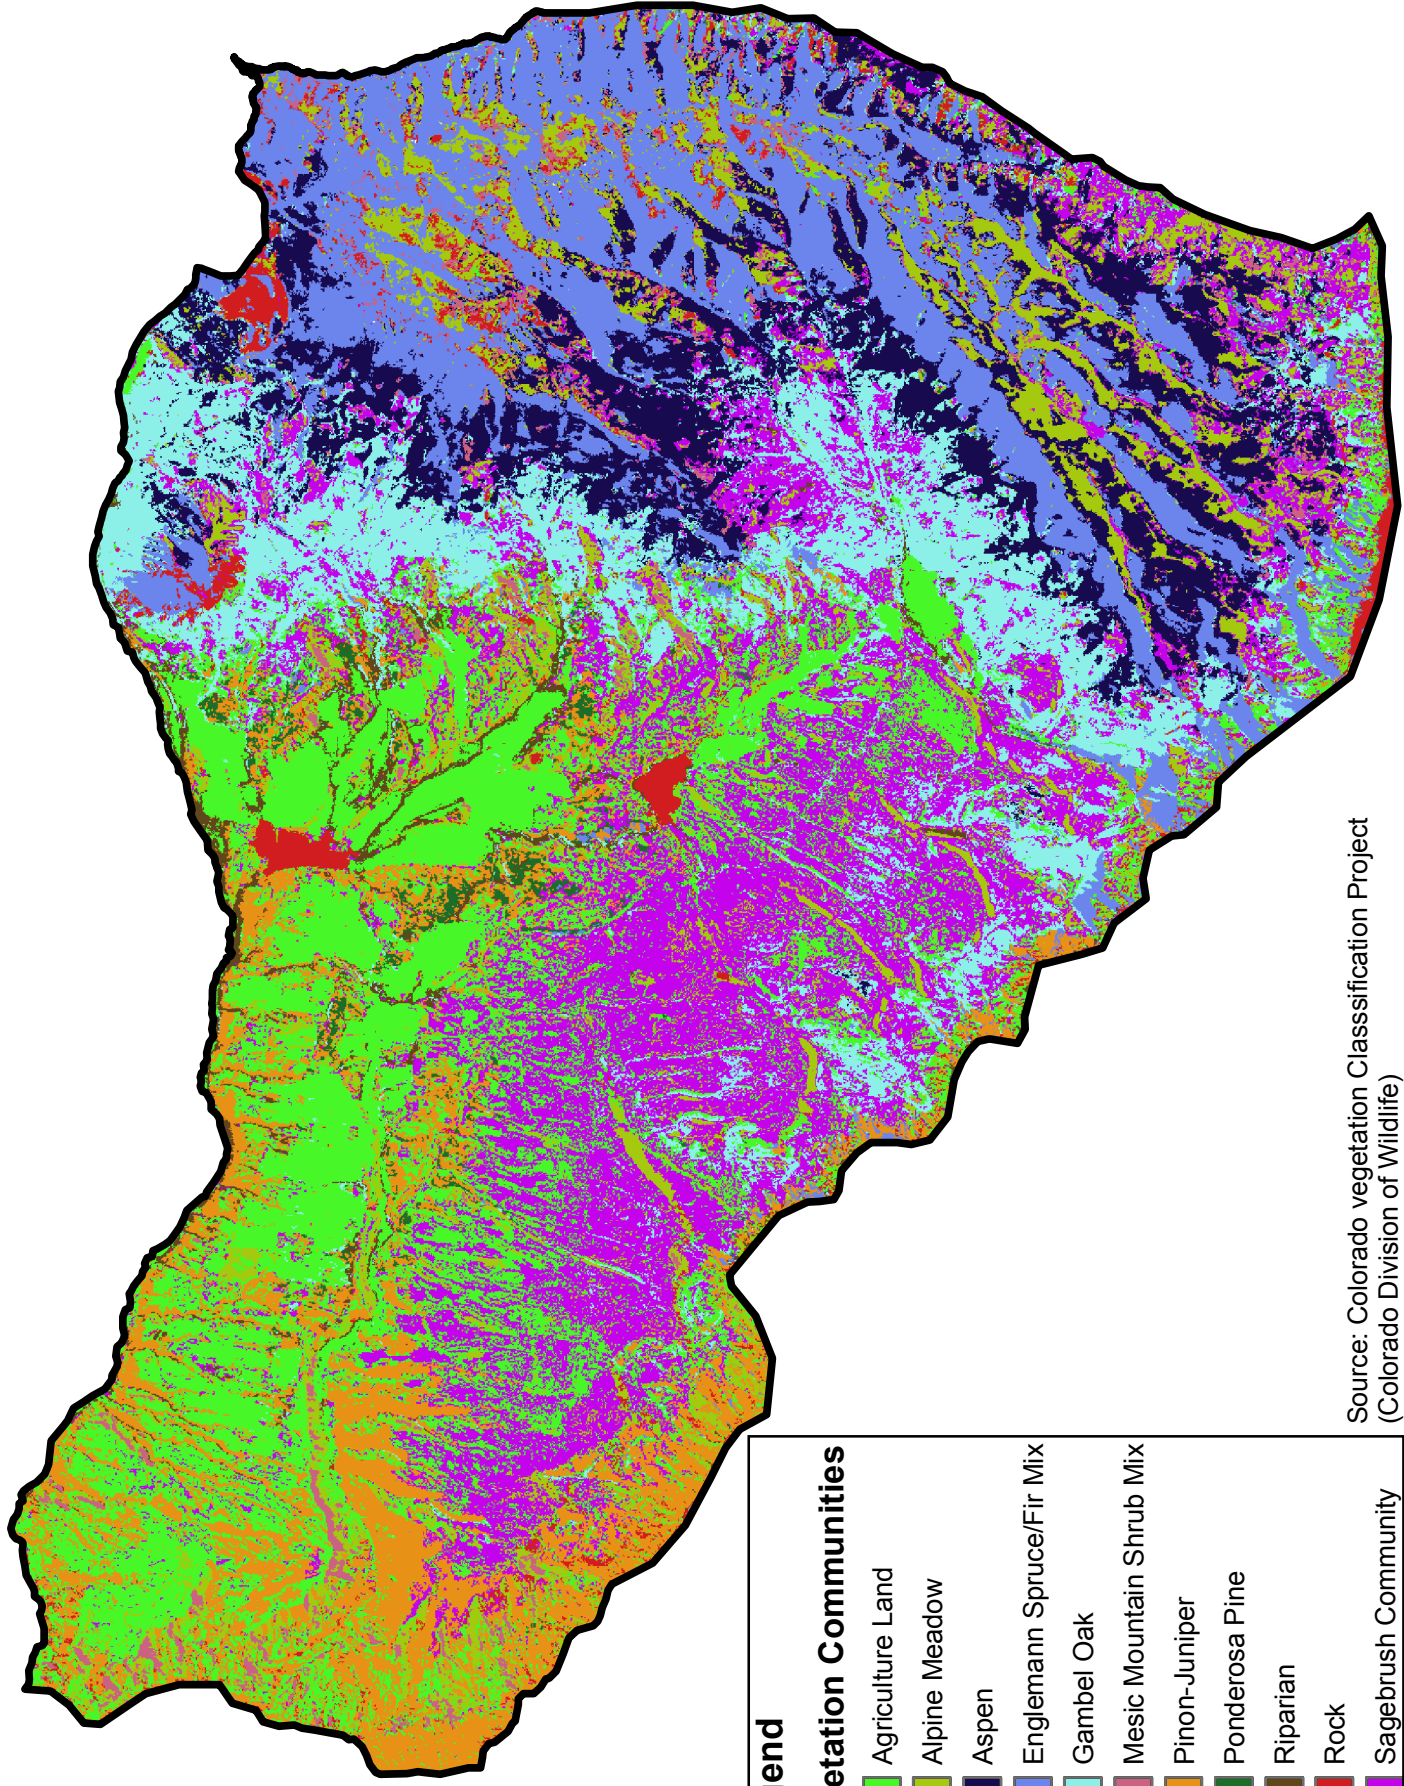 end
etation Communities
Agriculture Land
Alpine Meadow
Aspen
Englemann Spruce/Fir Mix
Gambel Oak
Mesic Mountain Shrub Mix
Pinon-Juniper
Ponderosa Pine
Riparian
Rock
Sagebrush Community
Source: Colorado vegetation Classsification Project
(Colorado Division of Wildlife)